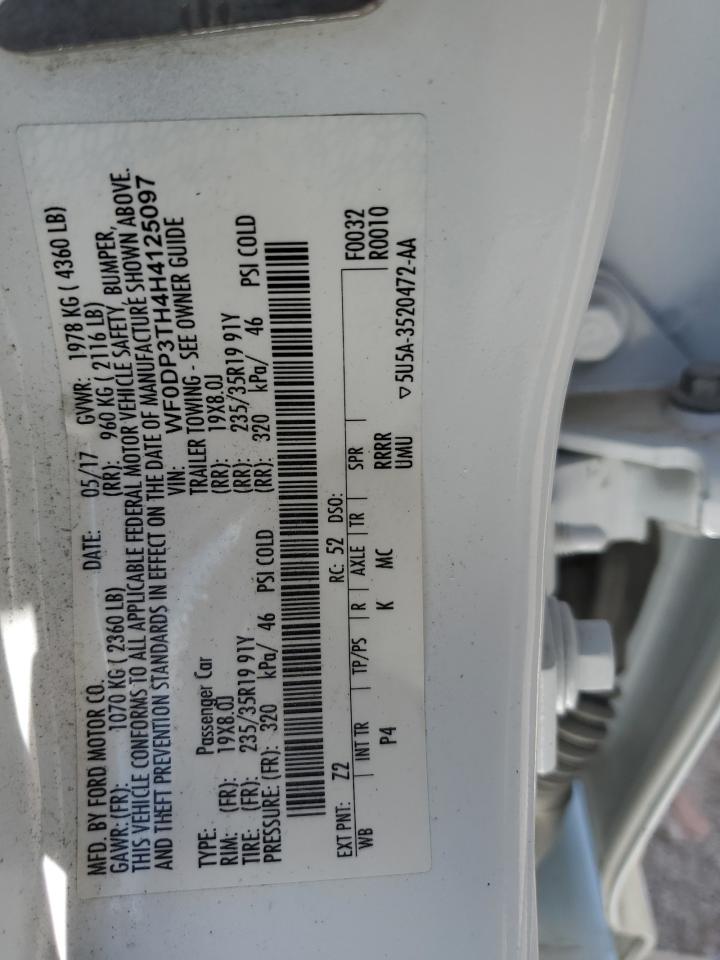 MFD. BY FORD MOTOR CO. DATE: 05/17 GVWR: 1978 KG ( 4360 LB)
GAWR: (FR): 1070 KG ( 2360 LB) (RR): 960 KG ( 2116 LB)
THIS VEHICLE CONFORMS TO ALL APPLICABLE FEDERAL MOTOR VEHICLE SAFETY, BUMPER,
AND THEFT PREVENTION STANDARDS IN EFFECT ON THE DATE OF MANUFACTURE SHOWN ABOVE.
VIN: WF0DP3TH4H4125097
TYPE: Passenger Car TRAILER TOWING - SEE OWNER GUIDE
RIM: (FR): 19X8.0J (RR): 19X8.0J
TIRE: (FR): 235/35R19 91Y (RR): 235/35R19 91Y
PRESSURE: (FR): 320 kPa/ 46 PSI COLD (RR): 320 kPa/ 46 PSI COLD
EXT PNT: Z2 RC: 52 DSO: F0032
R0010
WB INT TR TP/PS R AXLE TR SPR
P4 K MC RRRR
UMU
▽5U5A-3520472-AA